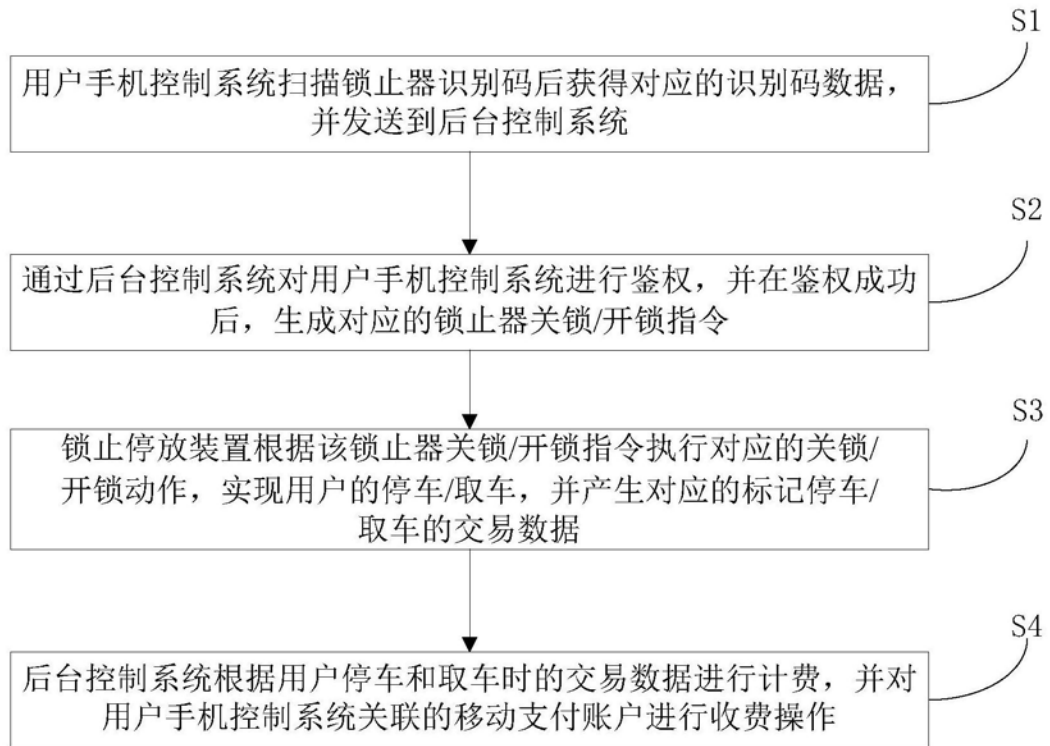 S1
用户手机控制系统扫描锁止器识别码后获得对应的识别码数据，
并发送到后台控制系统
S2
通过后台控制系统对用户手机控制系统进行鉴权，并在鉴权成功
后，生成对应的锁止器关锁/开锁指令
S3
锁止停放装置根据该锁止器关锁/开锁指令执行对应的关锁/
开锁动作，实现用户的停车/取车，并产生对应的标记停车/
取车的交易数据
S4
后台控制系统根据用户停车和取车时的交易数据进行计费，并对
用户手机控制系统关联的移动支付账户进行收费操作